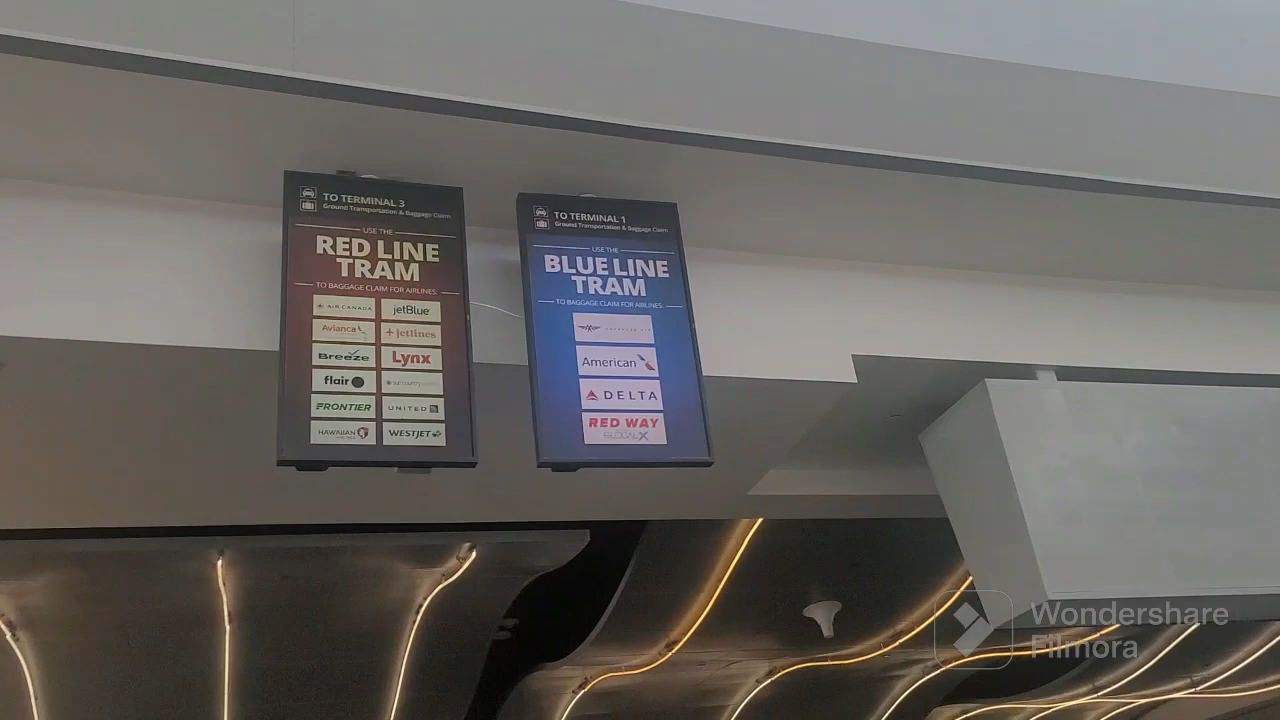 TO TERMINAL 3
Ground Transportation & Baggage Claim
USE THE
RED LINE
TRAM
TO BAGGAGE CLAIM FOR AIRLINES:
AIR CANADA
jetBlue
Avianca
jetlines
Breeze
Lynx
flair
sun country
FRONTIER
UNITED
HAWAIIAN
AIRLINES
WESTJET
TO TERMINAL 1
Ground Transportation & Baggage Claim
USE THE
BLUE LINE
TRAM
TO BAGGAGE CLAIM FOR AIRLINES:
American
DELTA
RED WAY
GLOBALX
Wondershare
Filmora